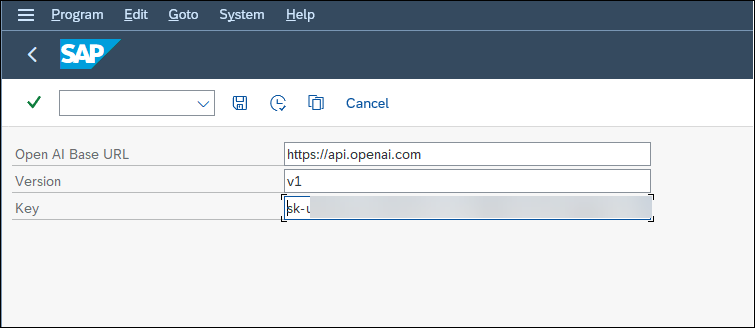 Program Edit Goto System Help
SAP
Cancel
Open AI Base URL https://api.openai.com
Version v1
Key sk-